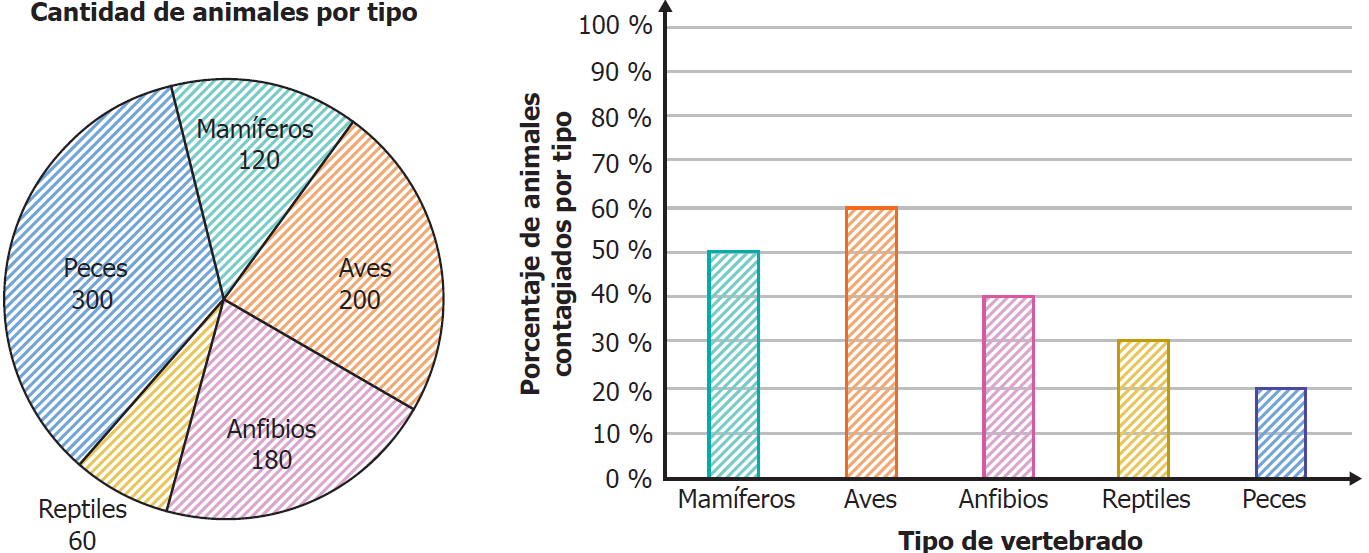 Cantidad de animales por tipo
Mamíferos
120
Aves
200
Peces
300
Anfibios
180
Reptiles
60
Porcentaje de animales
contagiados por tipo
100 %
90 %
80 %
70 %
60 %
50 %
40 %
30 %
20 %
10 %
0 %
Mamíferos
Aves
Anfibios
Reptiles
Peces
Tipo de vertebrado